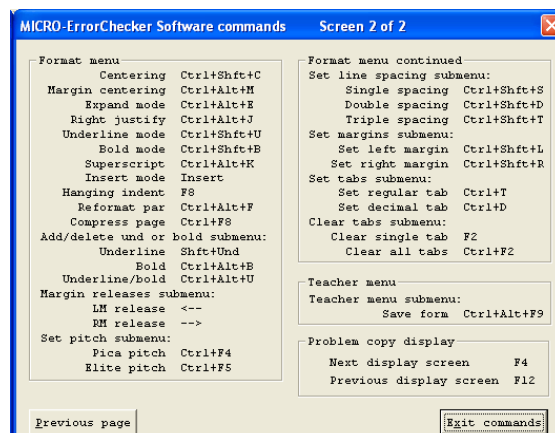 MICRO-ErrorChecker Software commands Screen 2 of 2
Format menu
Centering Ctrl+Shft+C
Margin centering Ctrl+Alt+M
Expand mode Ctrl+Alt+E
Right justify Ctrl+Alt+J
Underline mode Ctrl+Shft+U
Bold mode Ctrl+Shft+B
Superscript Ctrl+Alt+K
Insert mode Insert
Hanging indent F8
Reformat par Ctrl+Alt+F
Compress page Ctrl+F8
Add/delete und or bold submenu:
Underline Shft+Und
Bold Ctrl+Alt+B
Underline/bold Ctrl+Alt+U
Margin releases submenu:
LM release <--
RM release -->
Set pitch submenu:
Pica pitch Ctrl+F4
Elite pitch Ctrl+F5
Format menu continued
Set line spacing submenu:
Single spacing Ctrl+Shft+S
Double spacing Ctrl+Shft+D
Triple spacing Ctrl+Shft+T
Set margins submenu:
Set left margin Ctrl+Shft+L
Set right margin Ctrl+Shft+R
Set tabs submenu:
Set regular tab Ctrl+T
Set decimal tab Ctrl+D
Clear tabs submenu:
Clear single tab F2
Clear all tabs Ctrl+F2
Teacher menu
Teacher menu submenu:
Save form Ctrl+Alt+F9
Problem copy display
Next display screen F4
Previous display screen F12
Previous page
Exit commands